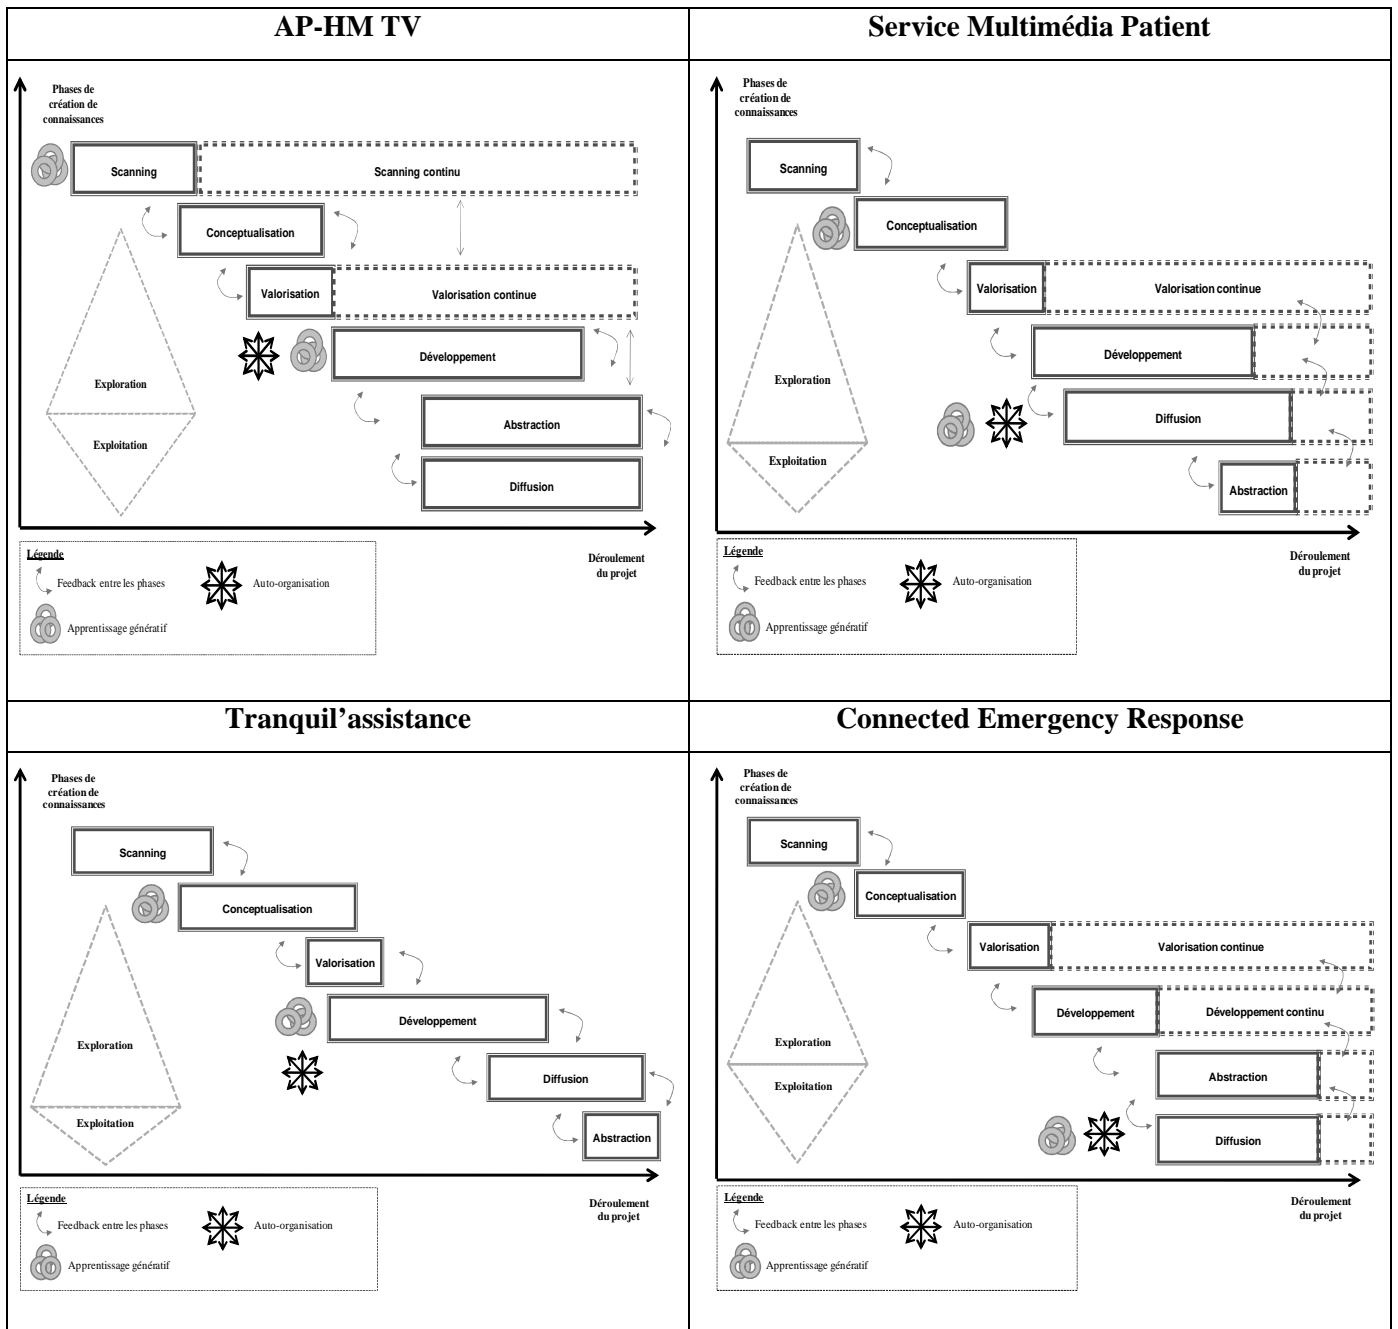 AP-HM TV
Phases de
création de
connaissances
Scanning
Scanning continu
Conceptualisation
Valorisation
Valorisation continue
Développement
Exploration
Abstraction
Exploitation
Diffusion
Déroulement
du projet
Légende
Feedback entre les phases
Auto-organisation
Apprentissage génératif
Service Multimédia Patient
Phases de
création de
connaissances
Scanning
Conceptualisation
Valorisation
Valorisation continue
Développement
Exploration
Diffusion
Exploitation
Abstraction
Déroulement
du projet
Légende
Feedback entre les phases
Auto-organisation
Apprentissage génératif
Tranquil’assistance
Phases de
création de
connaissances
Scanning
Conceptualisation
Valorisation
Développement
Exploration
Diffusion
Exploitation
Abstraction
Déroulement
du projet
Légende
Feedback entre les phases
Auto-organisation
Apprentissage génératif
Connected Emergency Response
Phases de
création de
connaissances
Scanning
Conceptualisation
Valorisation
Valorisation continue
Développement
Développement continu
Exploration
Abstraction
Exploitation
Diffusion
Déroulement
du projet
Légende
Feedback entre les phases
Auto-organisation
Apprentissage génératif